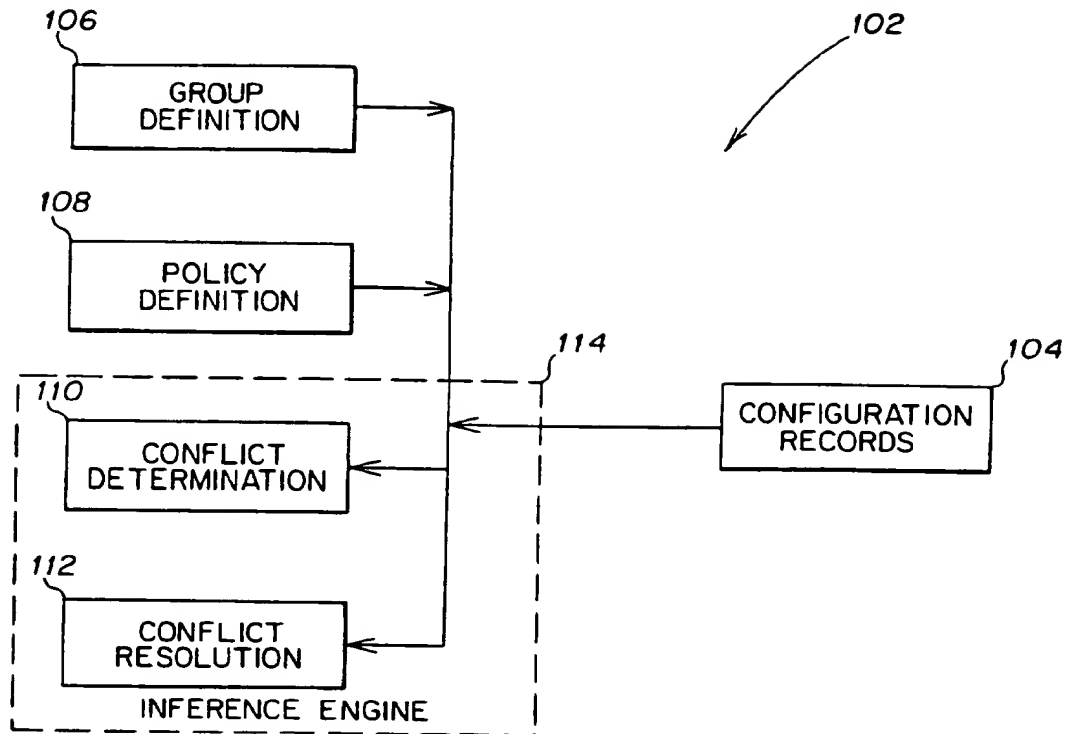 106
102
GROUP
DEFINITION
108
POLICY
DEFINITION
114
104
110
CONFIGURATION
RECORDS
CONFLICT
DETERMINATION
112
CONFLICT
RESOLUTION
INFERENCE ENGINE